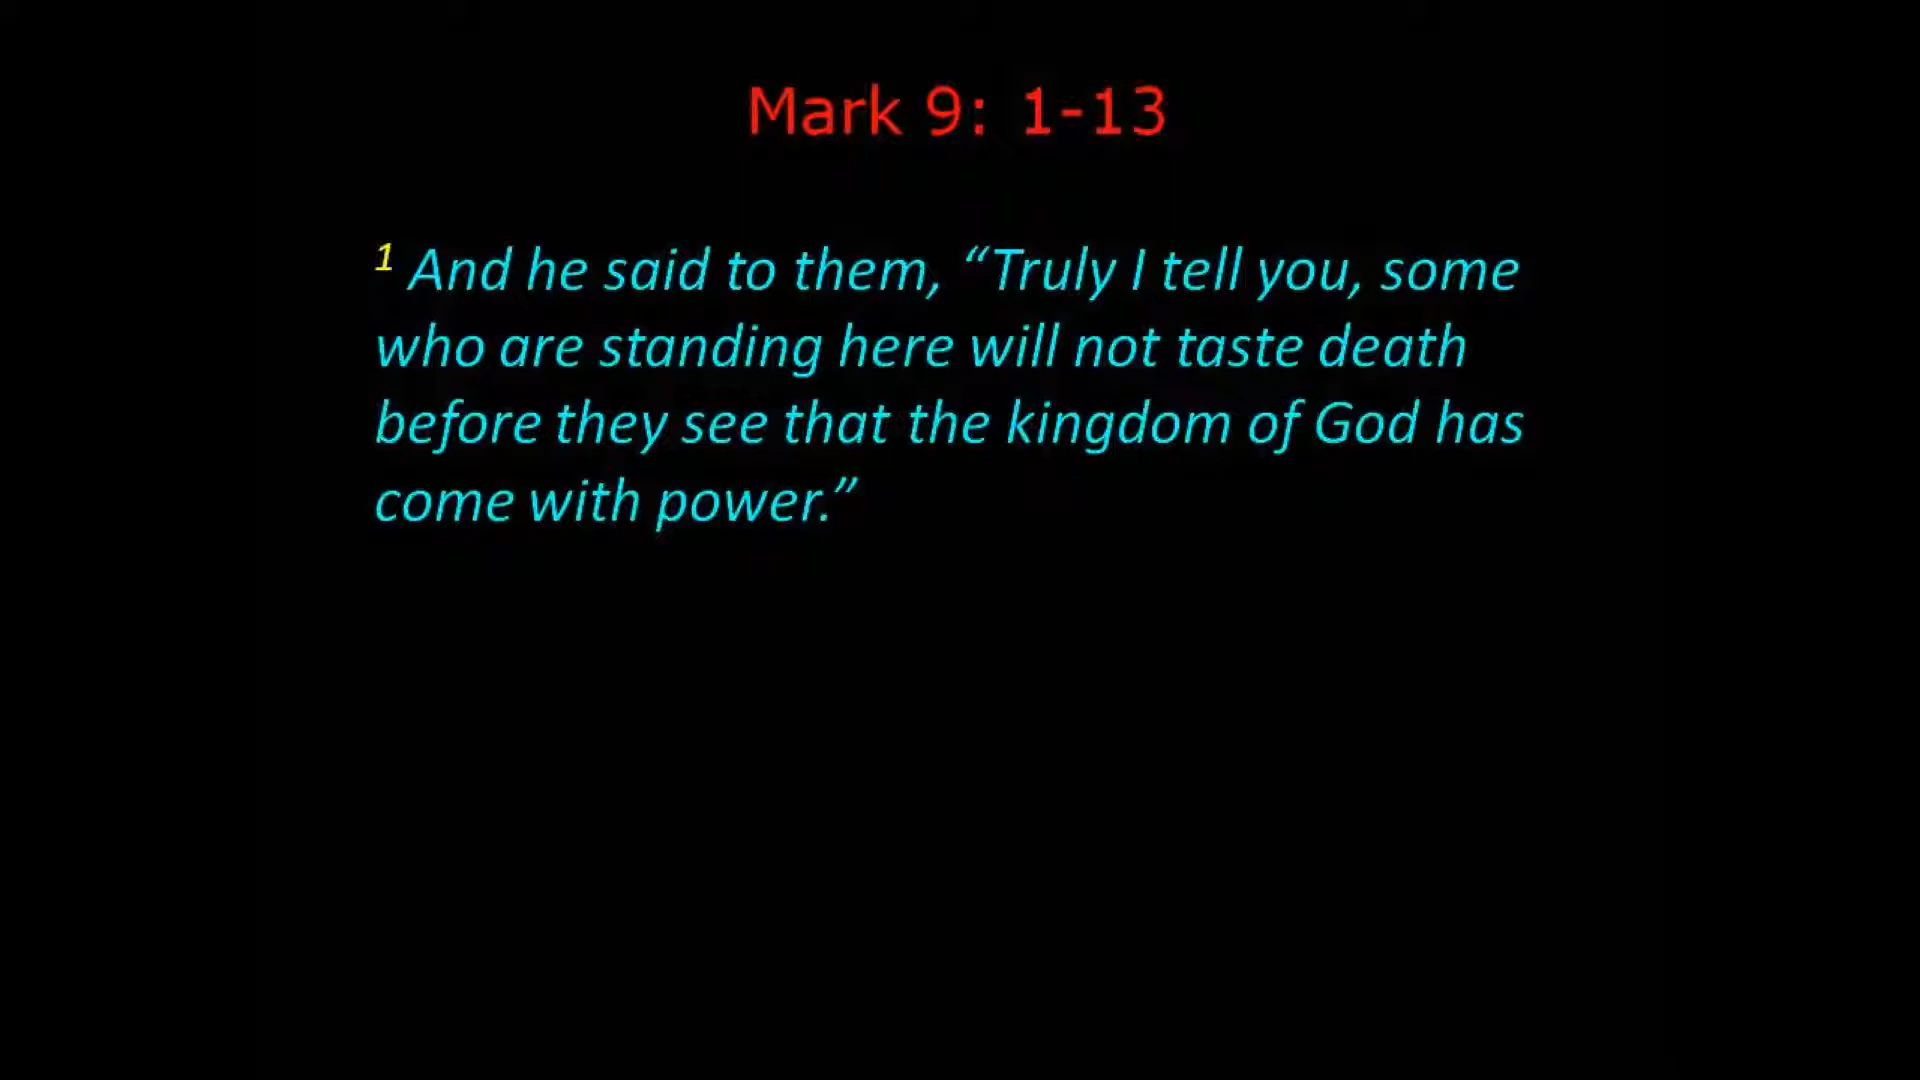 Mark 9: 1-13
1 And he said to them, “Truly I tell you, some
who are standing here will not taste death
before they see that the kingdom of God has
come with power.”